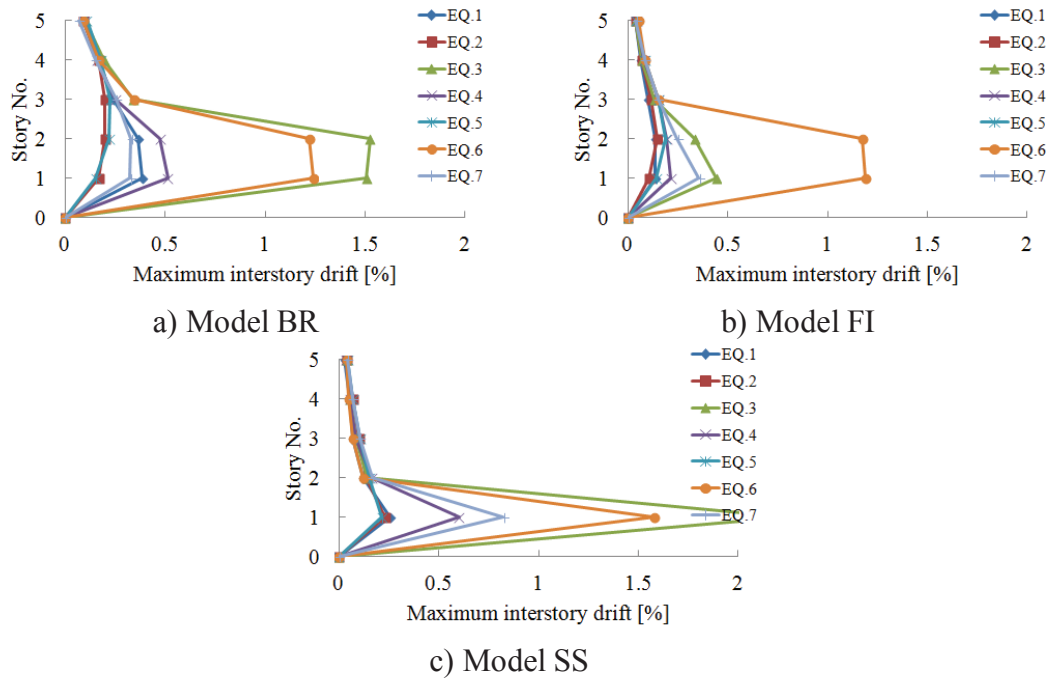 5
4
3
2
1
0
Story No.
0 0.5 1 1.5 2
Maximum interstory drift [%]
EQ.1
EQ.2
EQ.3
EQ.4
EQ.5
EQ.6
EQ.7
a) Model BR
5
4
3
2
1
0
Story No.
0 0.5 1 1.5 2
Maximum interstory drift [%]
EQ.1
EQ.2
EQ.3
EQ.4
EQ.5
EQ.6
EQ.7
b) Model FI
5
4
3
2
1
0
Story No.
0 0.5 1 1.5 2
Maximum interstory drift [%]
EQ.1
EQ.2
EQ.3
EQ.4
EQ.5
EQ.6
EQ.7
c) Model SS